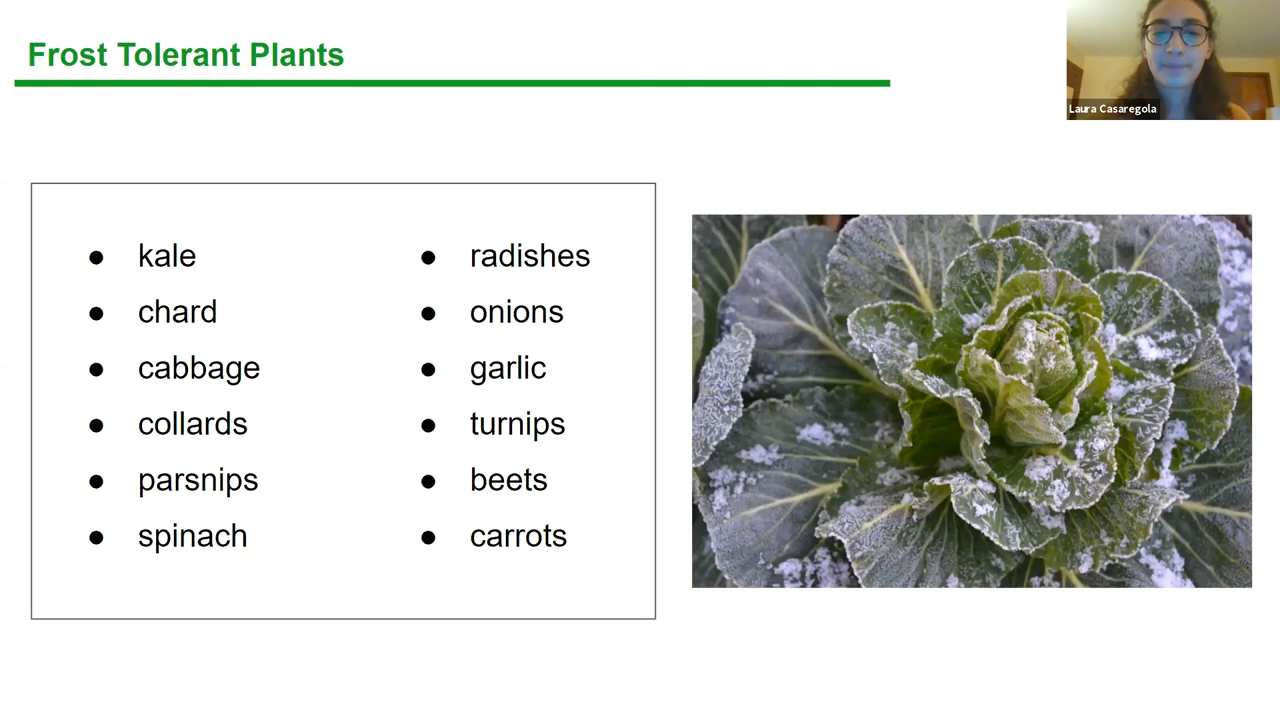 Frost Tolerant Plants
Laura Casaregola
● kale
● chard
● cabbage
● collards
● parsnips
● spinach
● radishes
● onions
● garlic
● turnips
● beets
● carrots